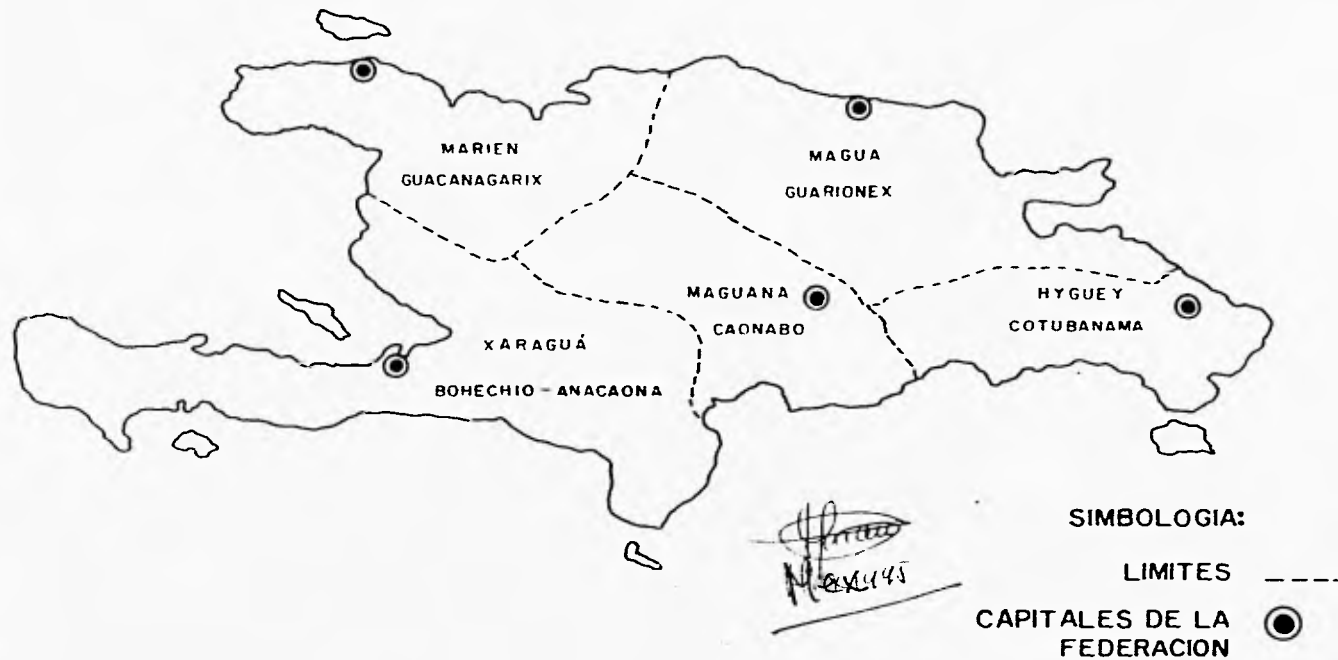 MARIEN
GUACANAGARIX
MAGUA
GUARIONEX
MAGUANA
CAONABO
HYGUEY
COTUBANAMA
XARAGUÁ
BOHECHIO - ANACAONA
SIMBOLOGIA:
LIMITES
CAPITALES DE LA
FEDERACION